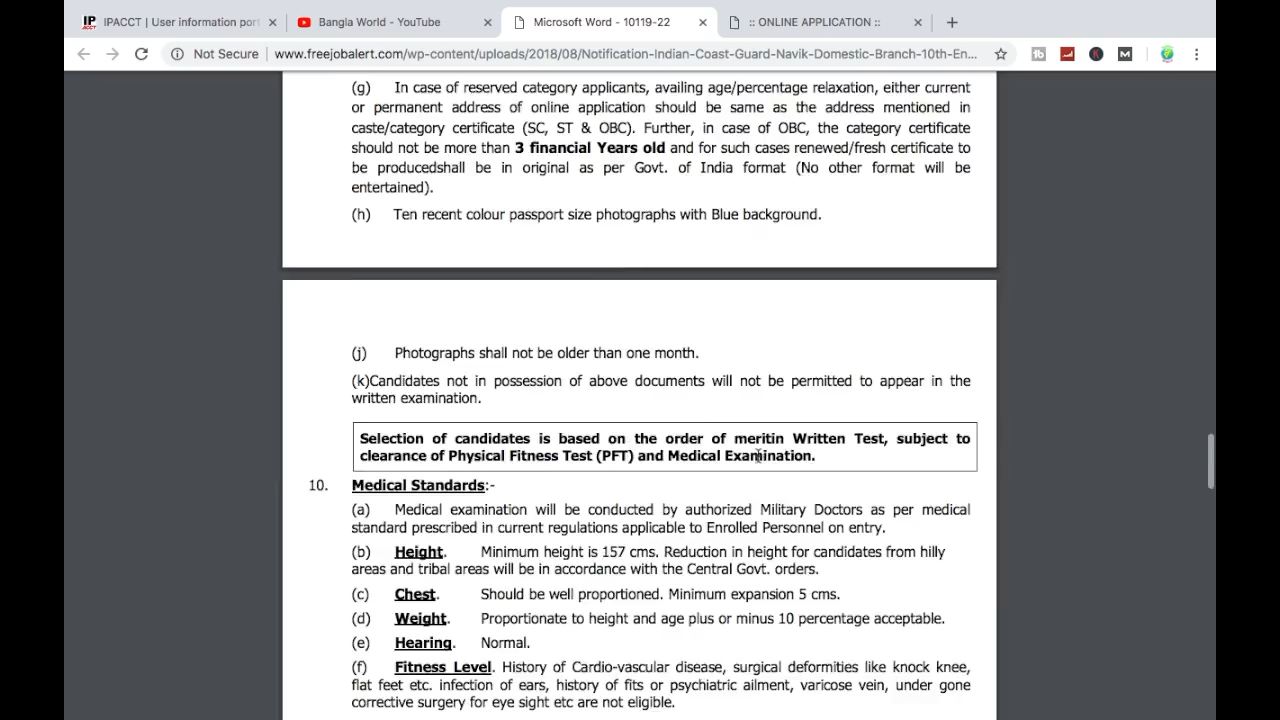 IPACCT | User information port
Bangla World - YouTube
Microsoft Word - 10119-22
:: ONLINE APPLICATION ::
Not Secure
www.freejobalert.com/wp-content/uploads/2018/08/Notification-Indian-Coast-Guard-Navik-Domestic-Branch-10th-En...
(g) In case of reserved category applicants, availing age/percentage relaxation, either current
or permanent address of online application should be same as the address mentioned in
caste/category certificate (SC, ST & OBC). Further, in case of OBC, the category certificate
should not be more than 3 financial Years old and for such cases renewed/fresh certificate to
be producedshall be in original as per Govt. of India format (No other format will be
entertained).
(h) Ten recent colour passport size photographs with Blue background.
(j) Photographs shall not be older than one month.
(k)Candidates not in possession of above documents will not be permitted to appear in the
written examination.
Selection of candidates is based on the order of meritin Written Test, subject to
clearance of Physical Fitness Test (PFT) and Medical Examination.
10. Medical Standards:-
(a) Medical examination will be conducted by authorized Military Doctors as per medical
standard prescribed in current regulations applicable to Enrolled Personnel on entry.
(b) Height. Minimum height is 157 cms. Reduction in height for candidates from hilly
areas and tribal areas will be in accordance with the Central Govt. orders.
(c) Chest. Should be well proportioned. Minimum expansion 5 cms.
(d) Weight. Proportionate to height and age plus or minus 10 percentage acceptable.
(e) Hearing. Normal.
(f) Fitness Level. History of Cardio-vascular disease, surgical deformities like knock knee,
flat feet etc. infection of ears, history of fits or psychiatric ailment, varicose vein, under gone
corrective surgery for eye sight etc are not eligible.